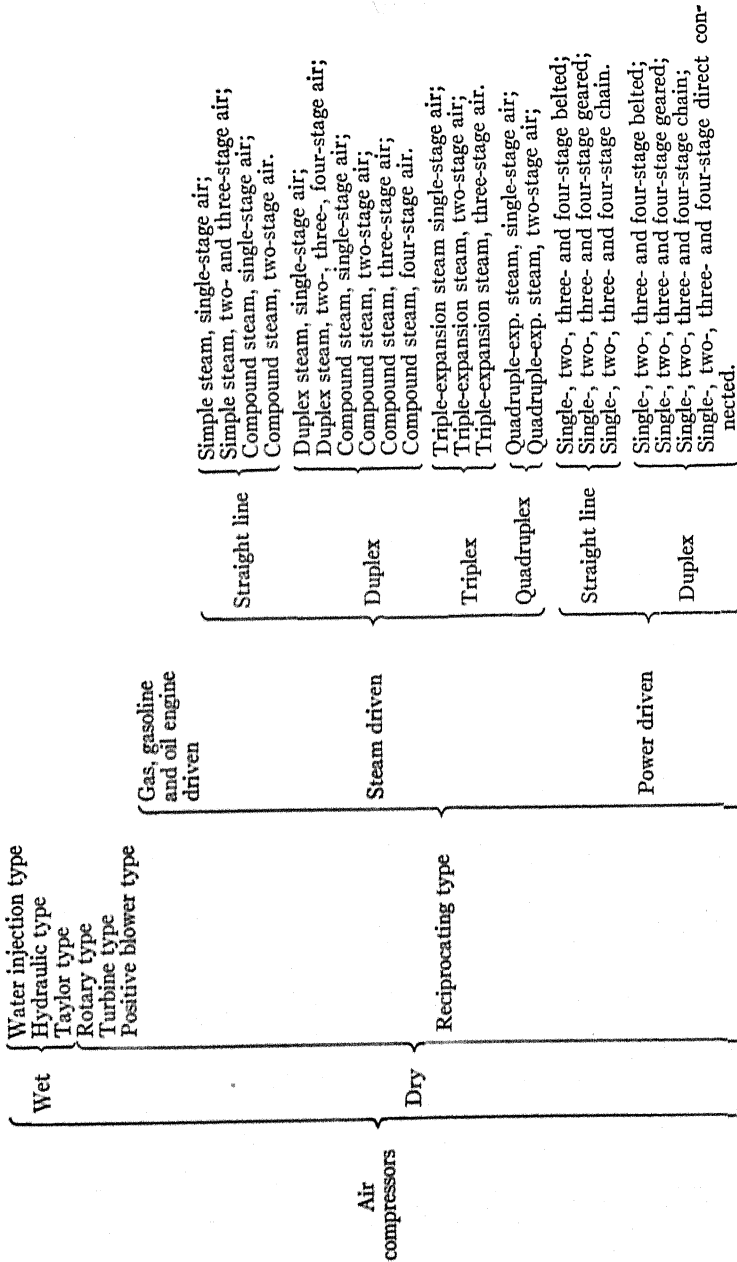 Air
compressors
Wet
Water injection type
Hydraulic type
Taylor type
Dry
Rotary type
Turbine type
Positive blower type
Reciprocating type
Gas, gasoline
and oil engine
driven
Steam driven
Straight line
Simple steam, single-stage air;
Simple steam, two- and three-stage air;
Compound steam, single-stage air;
Compound steam, two-stage air.
Duplex
Duplex steam, single-stage air;
Duplex steam, two-, three-, four-stage air;
Compound steam, single-stage air;
Compound steam, two-stage air;
Compound steam, three-stage air;
Compound steam, four-stage air.
Triplex
Triple-expansion steam single-stage air;
Triple-expansion steam, two-stage air;
Triple-expansion steam, three-stage air.
Quadruplex
Quadruple-exp. steam, single-stage air;
Quadruple-exp. steam, two-stage air;
Power driven
Straight line
Single-, two-, three- and four-stage belted;
Single-, two-, three- and four-stage geared;
Single-, two-, three- and four-stage chain.
Duplex
Single-, two-, three- and four-stage belted;
Single-, two-, three- and four-stage geared;
Single-, two-, three- and four-stage chain;
Single-, two-, three- and four-stage direct con-
nected.